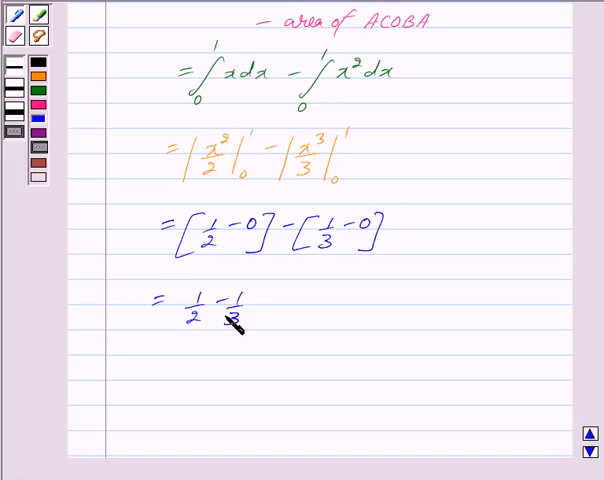 – area of ACOBA
= ∫₀¹ x dx – ∫₀¹ x² dx
= |x²/2|₀¹ – |x³/3|₀¹
= [1/2 – 0] – [1/3 – 0]
= 1/2 – 1/3